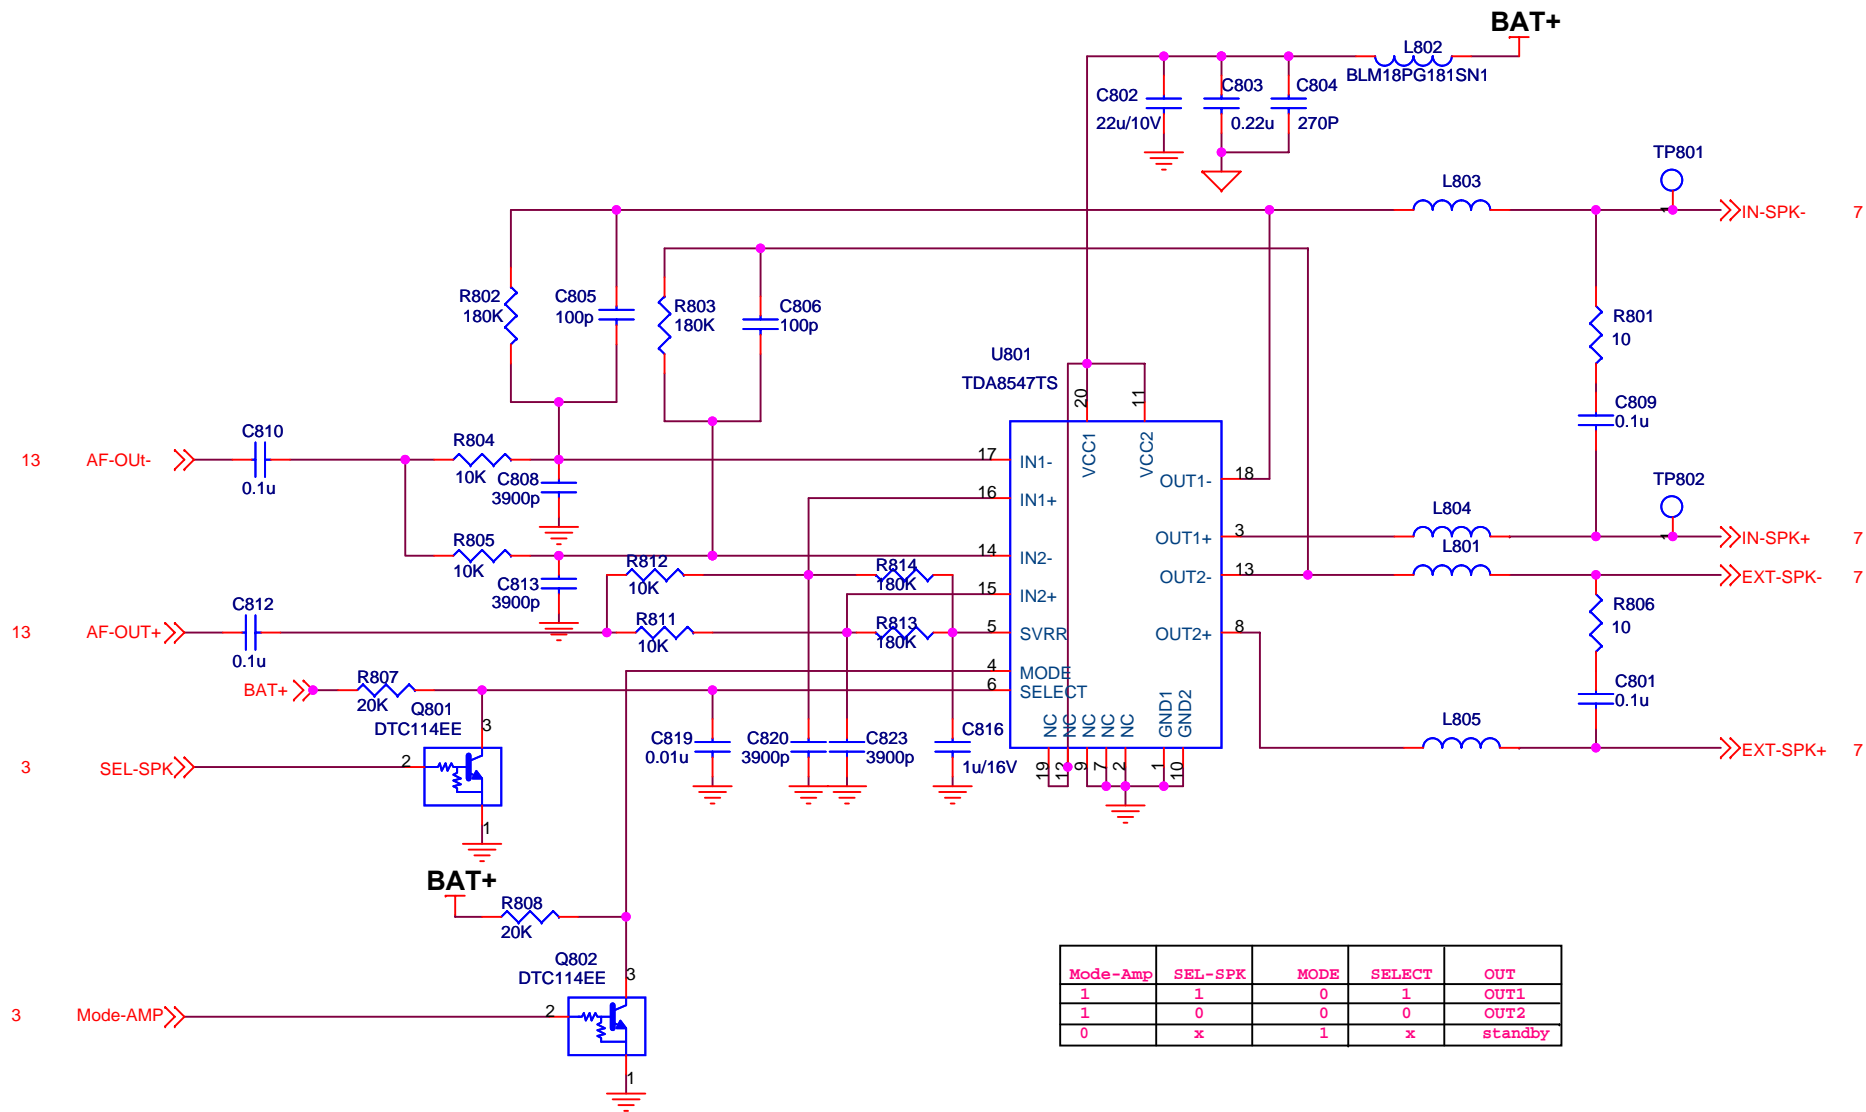 BAT+
L802
BLM18PG181SN1
C802
22u/10V
C803
0.22u
C804
270P
TP801
1
L803
IN-SPK-
7
R802
180K
C805
100p
R803
180K
C806
100p
R801
10
C809
0.1u
U801
TDA8547TS
20
11
VCC1
VCC2
13
AF-OUt-
C810
0.1u
R804
10K
C808
3900p
17
IN1-
16
IN1+
OUT1-
18
TP802
1
L804
OUT1+
3
IN-SPK+
7
R805
10K
C813
3900p
R812
10K
R814
180K
14
IN2-
15
IN2+
L801
OUT2-
13
EXT-SPK-
7
13
AF-OUT+
C812
0.1u
R811
10K
R813
180K
5
SVRR
OUT2+
8
R806
10
C801
0.1u
4
MODE
6
SELECT
BAT+
R807
20K
Q801
DTC114EE
3
2
1
3
SEL-SPK
C819
0.01u
C820
3900p
C823
3900p
C816
1u/16V
NC
NC
NC
NC
NC
GND1
GND2
19
12
9
7
2
1
10
L805
EXT-SPK+
7
BAT+
R808
20K
Q802
DTC114EE
3
2
1
3
Mode-AMP
Mode-Amp SEL-SPK MODE SELECT OUT
1 1 0 1 OUT1
1 0 0 0 OUT2
0 x 1 x standby